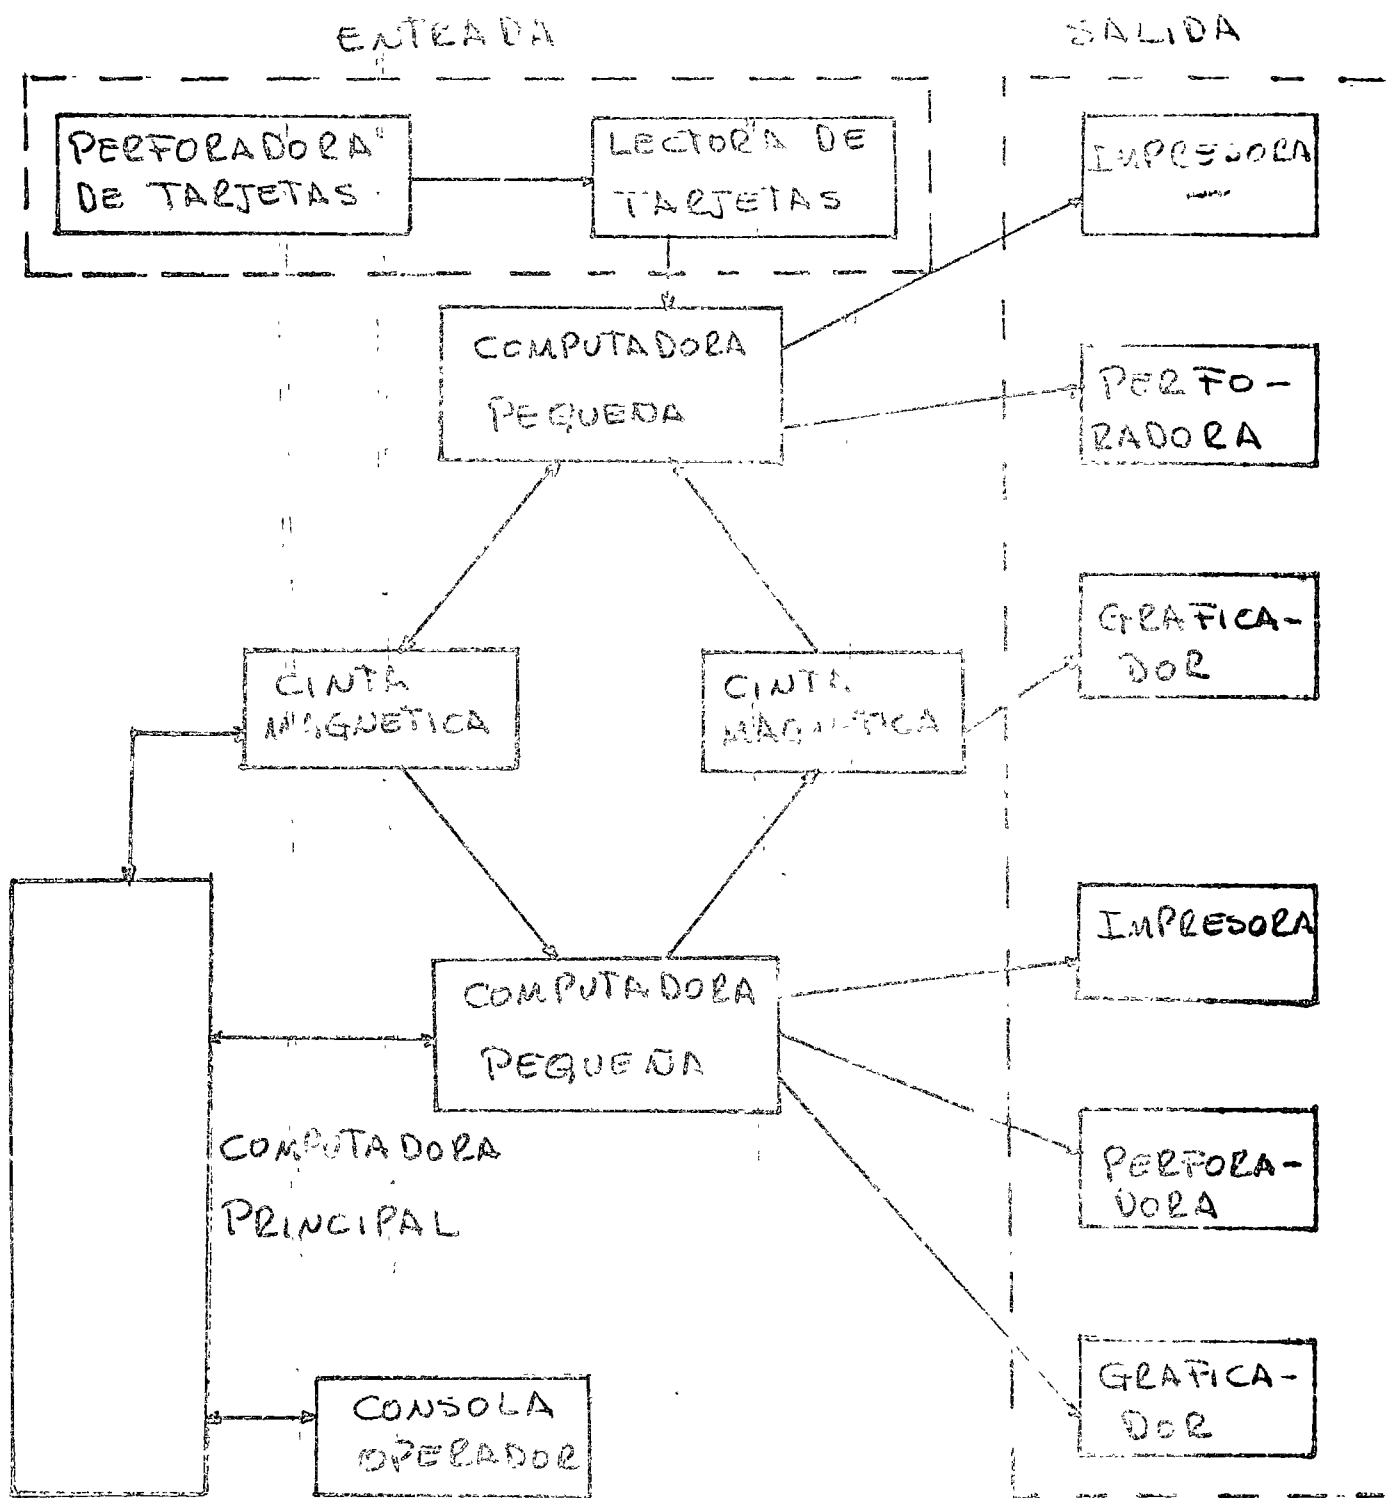 ENTRADA
SALIDA
PERFORADORA
DE TARJETAS
LECTORA DE
TARJETAS
IMPRESORA
COMPUTADORA
PEQUEÑA
PERFO-
RADORA
CINTA
MAGNETICA
CINTA
MAGNETICA
GRAFICA-
DOR
IMPRESORA
COMPUTADORA
PEQUEÑA
COMPUTADORA
PRINCIPAL
PERFORA-
DORA
CONSOLA
OPERADOR
GRAFICA-
DOR